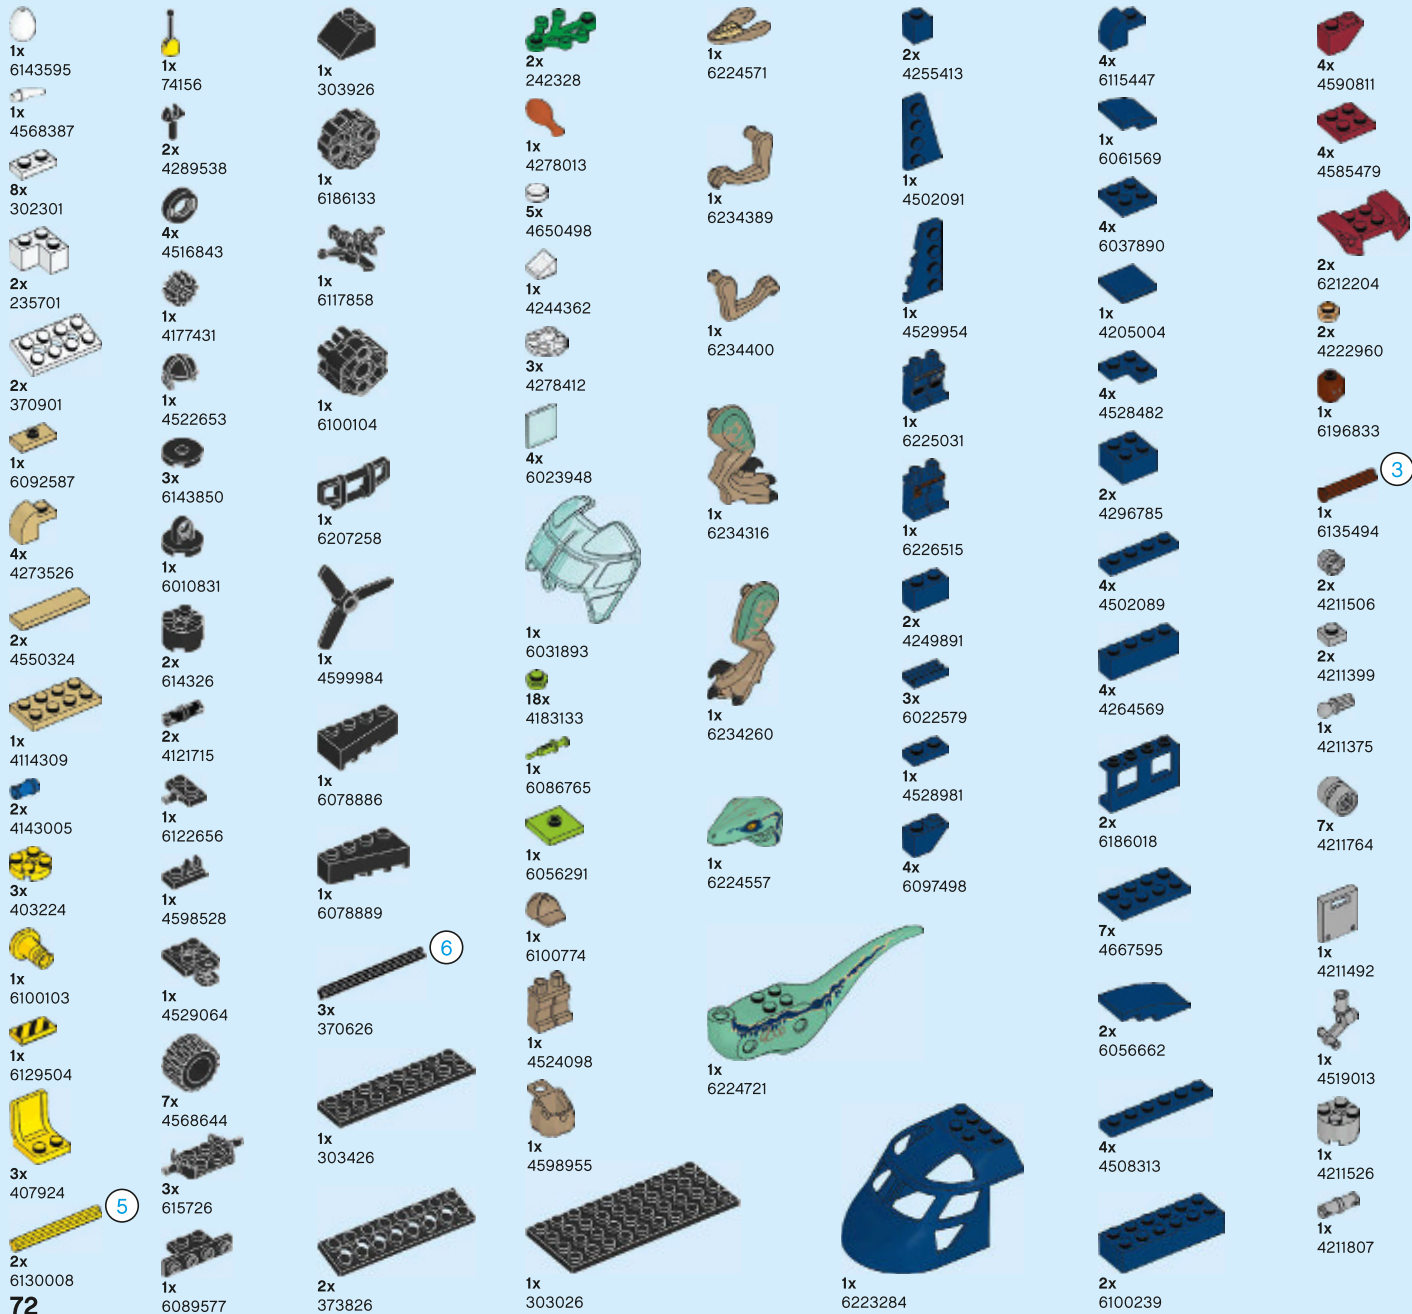 1x
6143595
1x
4568387
8x
302301
2x
235701
2x
370901
1x
6092587
4x
4273526
2x
4550324
1x
4114309
2x
4143005
3x
403224
1x
6100103
1x
6129504
3x
407924
5
2x
6130008
72
1x
74156
2x
4289538
4x
4516843
1x
4177431
1x
4522653
3x
6143850
1x
6010831
2x
614326
2x
4121715
1x
6122656
1x
4598528
1x
4529064
7x
4568644
3x
615726
1x
6089577
1x
303926
1x
6186133
1x
6117858
1x
6100104
1x
6207258
1x
4599984
1x
6078886
1x
6078889
6
3x
370626
1x
303426
2x
373826
2x
242328
1x
4278013
5x
4650498
1x
4244362
3x
4278412
4x
6023948
1x
6031893
18x
4183133
1x
6086765
1x
6056291
1x
6100774
1x
4524098
1x
4598955
1x
303026
1x
6224571
1x
6234389
1x
6234400
1x
6234316
1x
6234260
1x
6224557
1x
6224721
2x
4255413
1x
4502091
1x
4529954
1x
6225031
1x
6226515
2x
4249891
3x
6022579
1x
4528981
4x
6097498
1x
6223284
4x
6115447
1x
6061569
4x
6037890
1x
4205004
4x
4528482
2x
4296785
4x
4502089
4x
4264569
2x
6186018
7x
4667595
2x
6056662
4x
4508313
2x
6100239
4x
4590811
4x
4585479
2x
6212204
2x
4222960
1x
6196833
3
1x
6135494
2x
4211506
2x
4211399
1x
4211375
7x
4211764
1x
4211492
1x
4519013
1x
4211526
1x
4211807